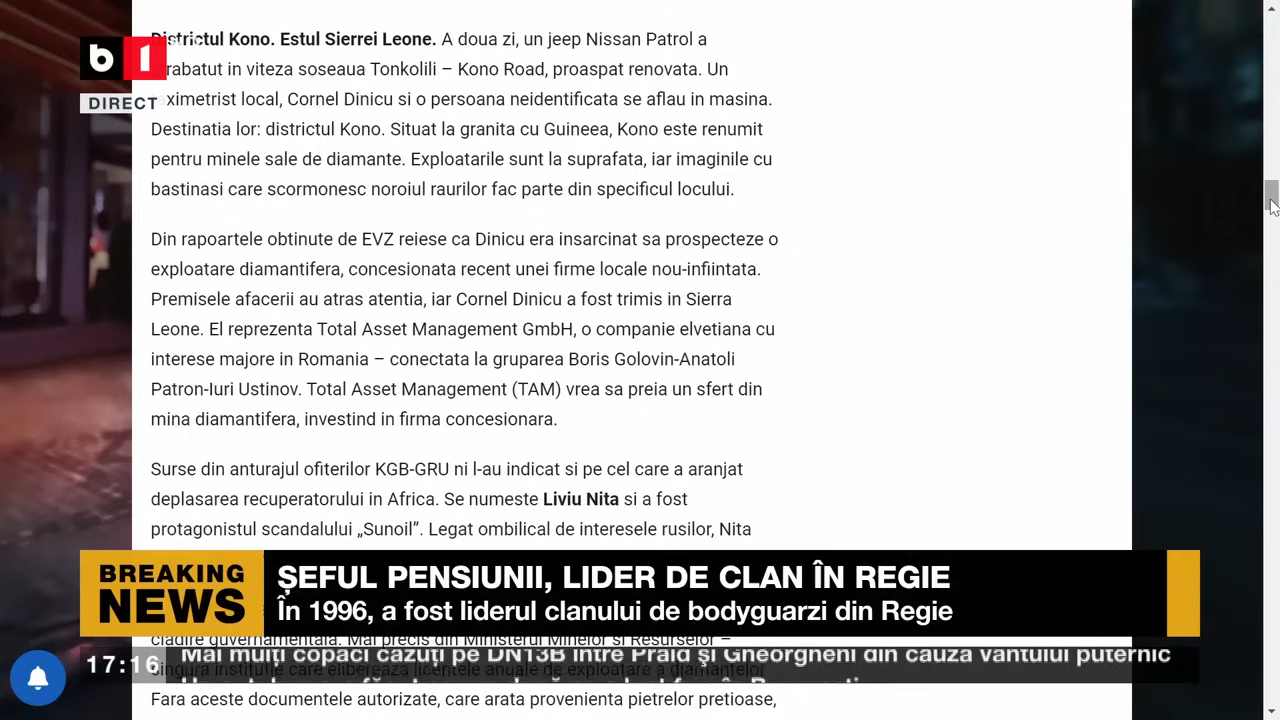 b1
DIRECT
Districtul Kono. Estul Sierrei Leone. A doua zi, un jeep Nissan Patrol a
rabatut in viteza soseaua Tonkolili – Kono Road, proaspat renovata. Un
ximetrist local, Cornel Dinicu si o persoana neidentificata se aflau in masina.
Destinatia lor: districtul Kono. Situat la granita cu Guineea, Kono este renumit
pentru minele sale de diamante. Exploatarile sunt la suprafata, iar imaginile cu
bastinasi care scormonesc noroiul raurilor fac parte din specificul locului.
Din rapoartele obtinute de EVZ reiese ca Dinicu era insarcinat sa prospecteze o
exploatare diamantifera, concesionata recent unei firme locale nou-infiintata.
Premisele afacerii au atras atentia, iar Cornel Dinicu a fost trimis in Sierra
Leone. El reprezenta Total Asset Management GmbH, o companie elvetiana cu
interese majore in Romania – conectata la gruparea Boris Golovin-Anatoli
Patron-Iuri Ustinov. Total Asset Management (TAM) vrea sa preia un sfert din
mina diamantifera, investind in firma concesionara.
Surse din anturajul ofiterilor KGB-GRU ni l-au indicat si pe cel care a aranjat
deplasarea recuperatorului in Africa. Se numeste Liviu Nita si a fost
protagonistul scandalului „Sunoil”. Legat ombilical de interesele rusilor, Nita
BREAKING
NEWS
ȘEFUL PENSIUNII, LIDER DE CLAN ÎN REGIE
În 1996, a fost liderul clanului de bodyguarzi din Regie
cladire guvernamentala. Mai precis din Ministerul Minelor si Resurselor –
17:16
Mai mulți copaci căzuți pe DN13B între Praid și Gheorgheni din cauza vântului puternic
singura institutie care elibereaza licentele anuale de exploatare a diamantelor
Fara aceste documentele autorizate, care arata provenienta pietrelor pretioase,